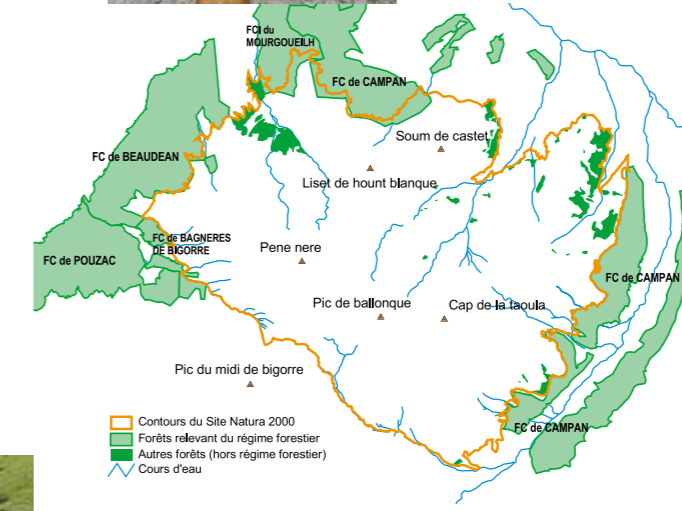 FCI du
MOURGOUEILH
FC de CAMPAN
Soum de castet
FC de BEAUDEAN
Liset de hount blanque
FC de BAGNERES
DE BIGORRE
Pene nere
FC de POUZAC
FC de CAMPAN
Pic de ballonque
Cap de la taoula
Pic du midi de bigorre
Contours du Site Natura 2000
Forêts relevant du régime forestier
Autres forêts (hors régime forestier)
Cours d'eau
FC de CAMPAN